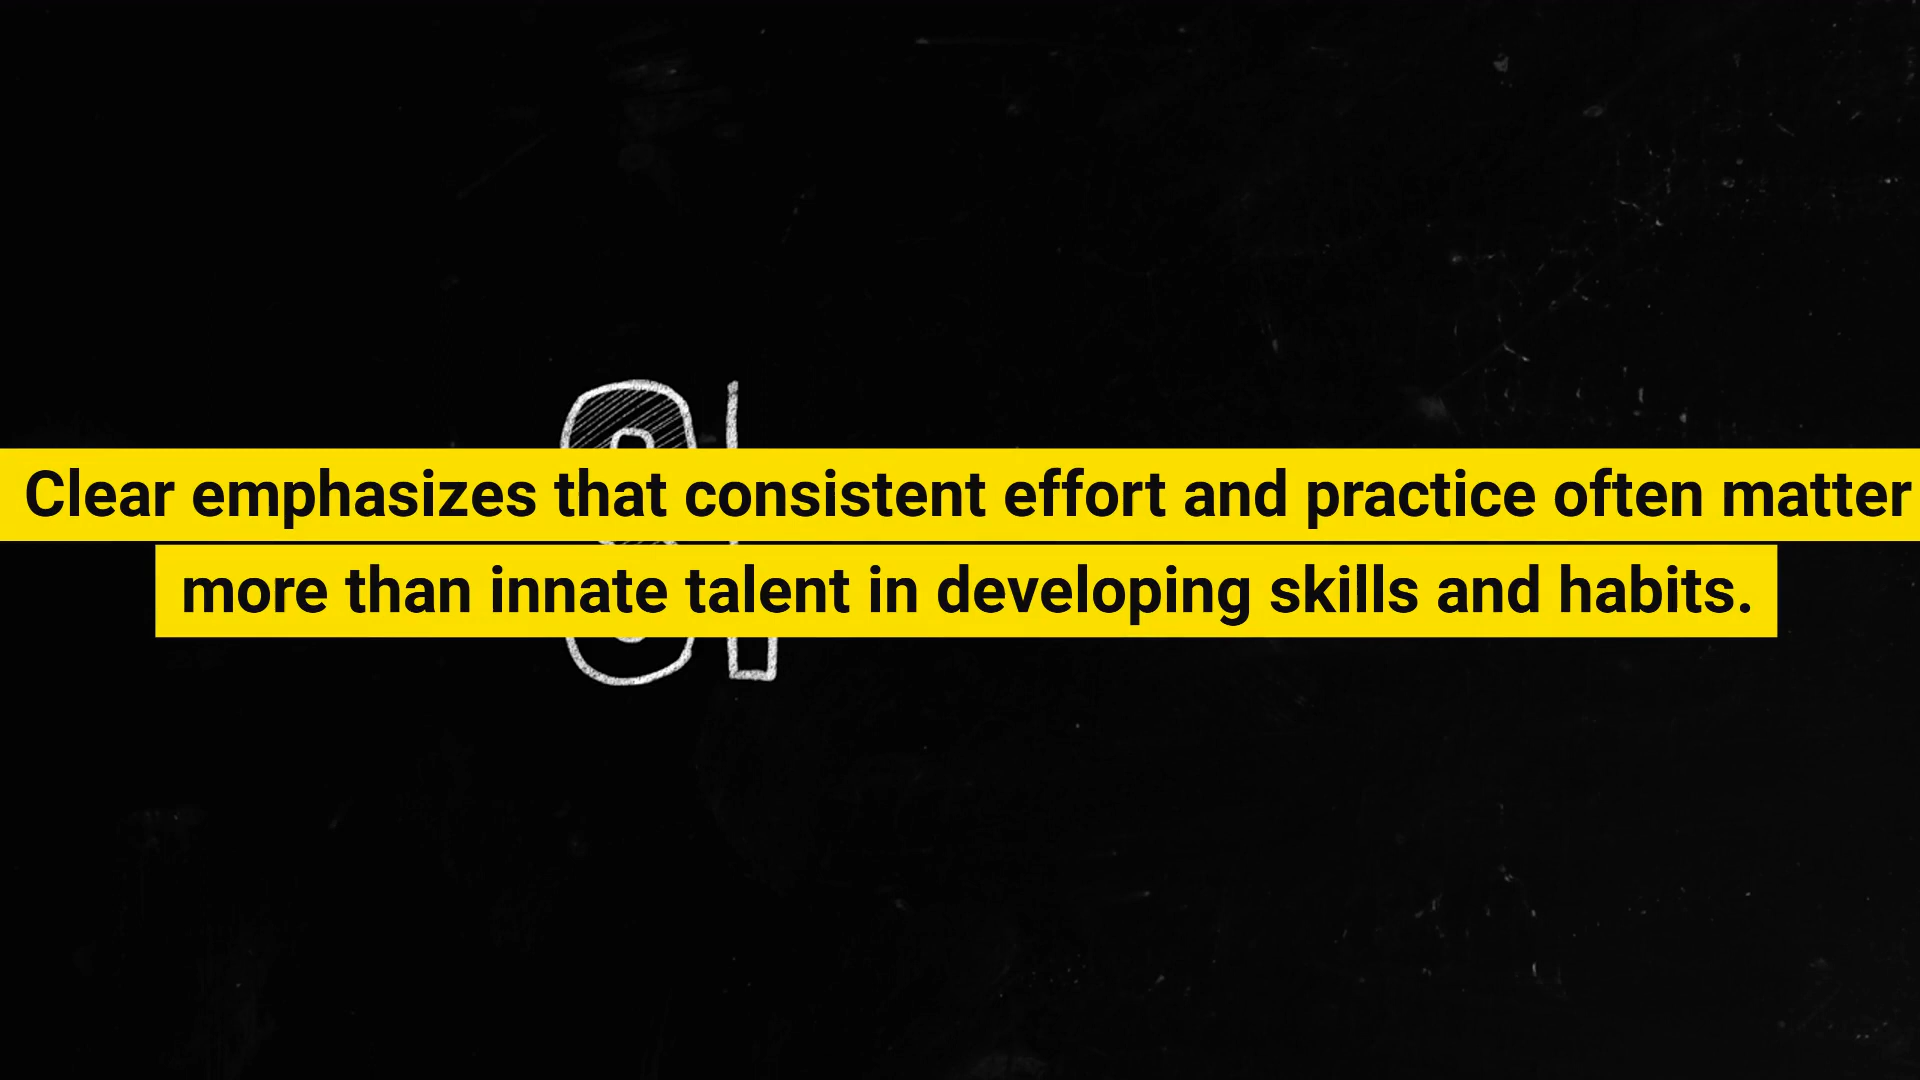 Clear emphasizes that consistent effort and practice often matter
more than innate talent in developing skills and habits.